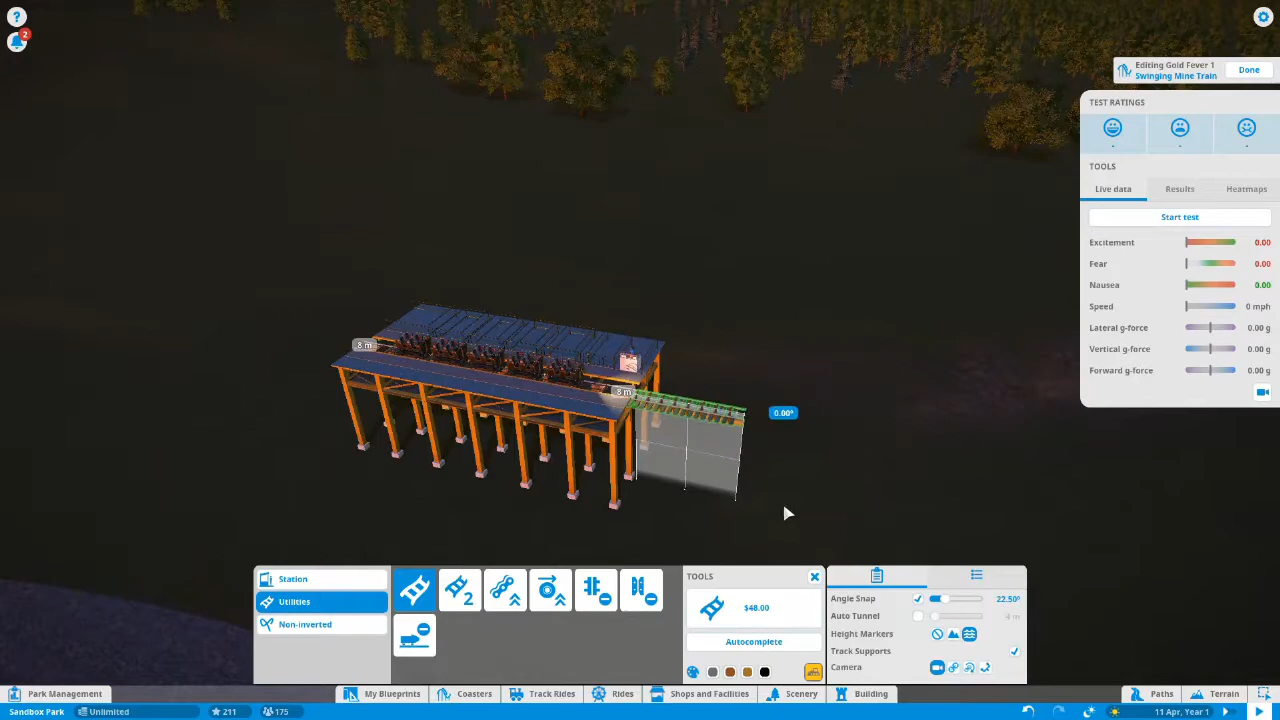 ?
2
Editing Gold Fever 1
Swinging Mine Train
Done
TEST RATINGS
- - -
TOOLS
Live data Results Heatmaps
Start test
Excitement 0.00
Fear 0.00
Nausea 0.00
Speed 0 mph
Lateral g-force 0.00 g
Vertical g-force 0.00 g
Forward g-force 0.00 g
8 m
8 m
0.00°
Station
Utilities
Non-inverted
2
TOOLS
$48.00
Autocomplete
Angle Snap 22.50°
Auto Tunnel 4 m
Height Markers
Track Supports
Camera
Park Management
My Blueprints
Coasters
Track Rides
Rides
Shops and Facilities
Scenery
Building
Paths
Terrain
Sandbox Park
Unlimited
211
175
11 Apr, Year 1